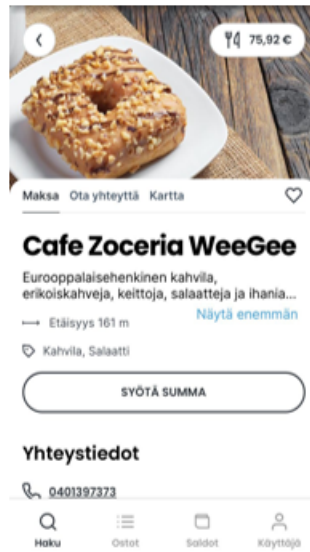 75,92 €
Maksa Ota yhteyttä Kartta
Cafe Zoceria WeeGee
Eurooppalaisehenkinen kahvila,
erikoiskahveja, keittoja, salaatteja ja ihania...
Näytä enemmän
Etäisyys 161 m
Kahvila, Salaatti
SYÖTÄ SUMMA
Yhteystiedot
0401397373
Haku Ostot Saldot Käyttäjä